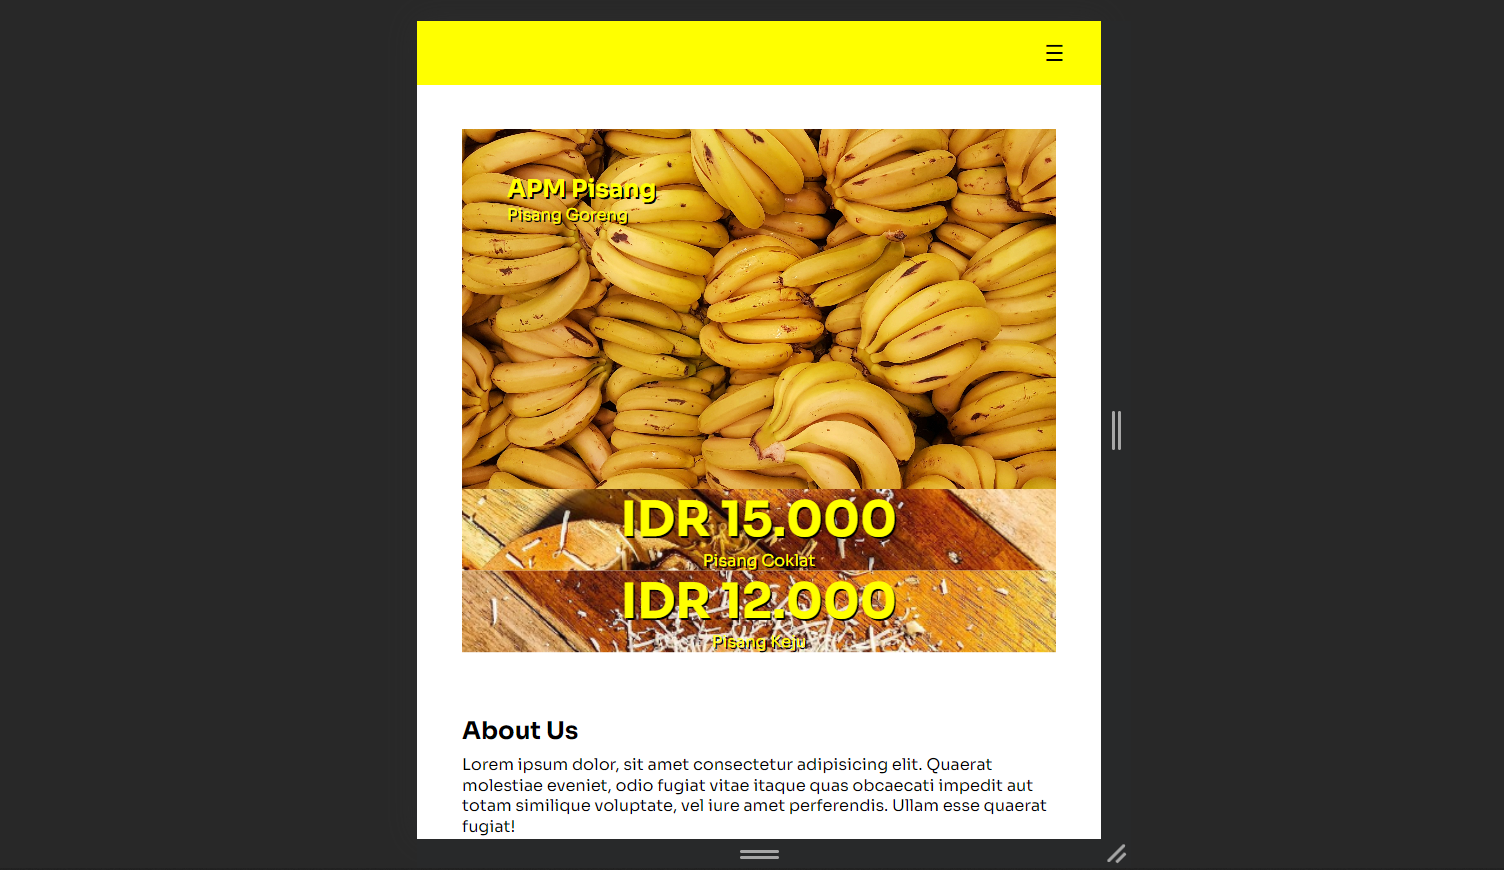 ☰
APM Pisang
Pisang Goreng
IDR 15.000
Pisang Coklat
IDR 12.000
Pisang Keju
About Us
Lorem ipsum dolor, sit amet consectetur adipisicing elit. Quaerat
molestiae eveniet, odio fugiat vitae itaque quas obcaecati impedit aut
totam similique voluptate, vel iure amet perferendis. Ullam esse quaerat
fugiat!